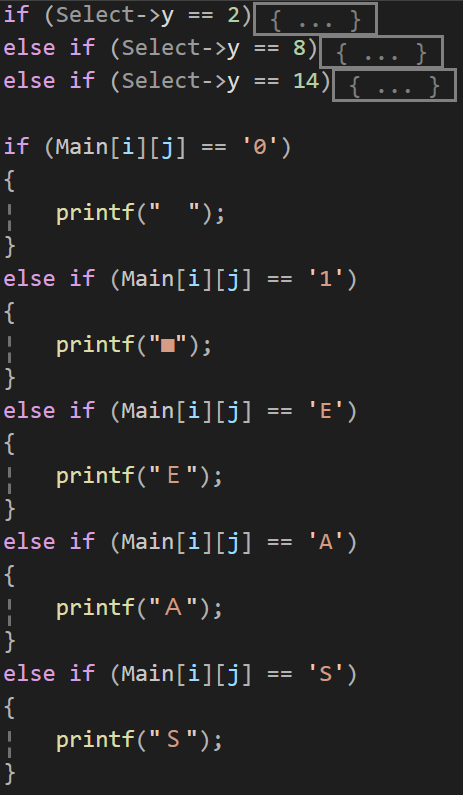 if (Select->y == 2){ ... }
else if (Select->y == 8){ ... }
else if (Select->y == 14){ ... }

if (Main[i][j] == '0')
{
    printf("  ");
}
else if (Main[i][j] == '1')
{
    printf("■");
}
else if (Main[i][j] == 'E')
{
    printf("Ｅ");
}
else if (Main[i][j] == 'A')
{
    printf("Ａ");
}
else if (Main[i][j] == 'S')
{
    printf("Ｓ");
}